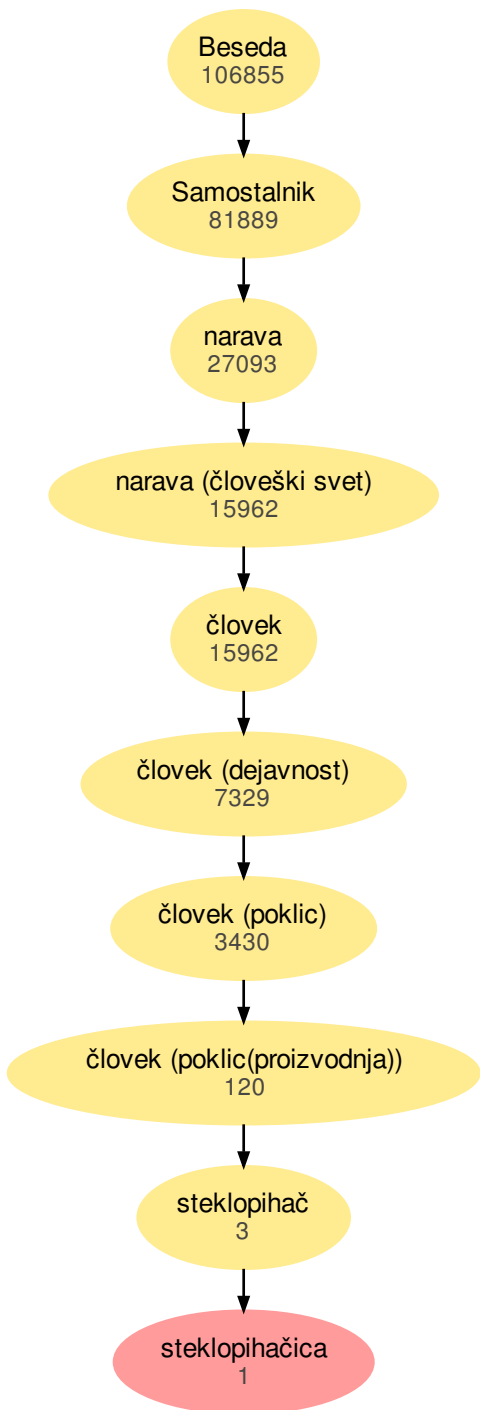 Beseda
106855
Samostalnik
81889
narava
27093
narava (človeški svet)
15962
človek
15962
človek (dejavnost)
7329
človek (poklic)
3430
človek (poklic(proizvodnja))
120
steklopihač
3
steklopihačica
1